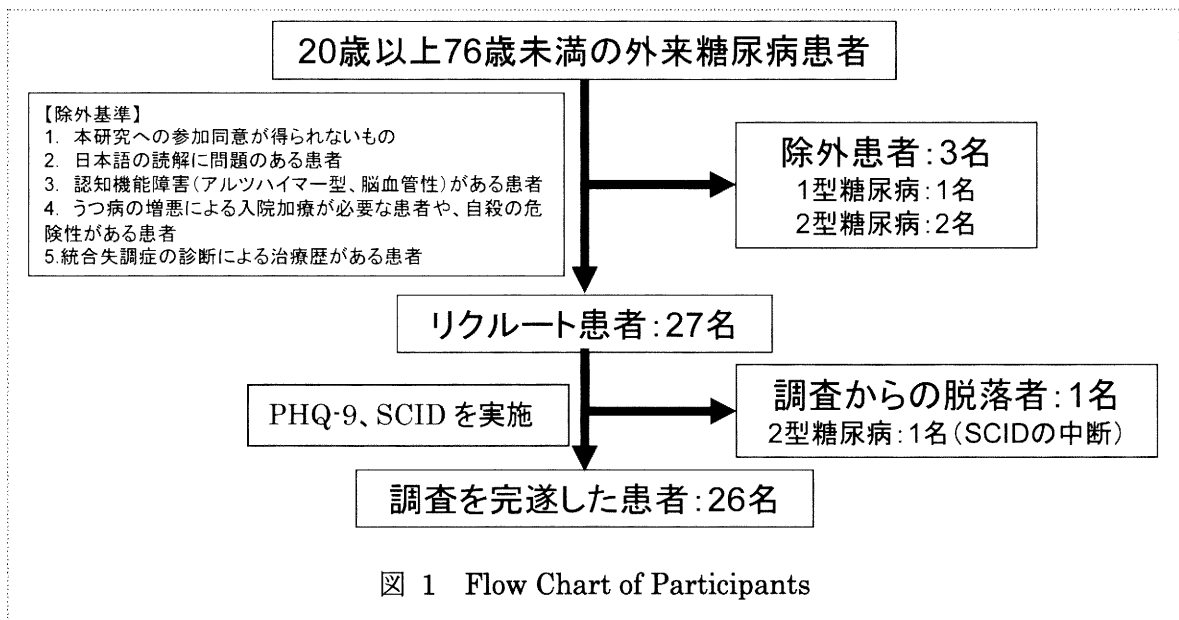 20歳以上76歳未満の外来糖尿病患者
【除外基準】
1. 本研究への参加同意が得られないもの
2. 日本語の読解に問題のある患者
3. 認知機能障害(アルツハイマー型、脳血管性)がある患者
4. うつ病の増悪による入院加療が必要な患者や、自殺の危
険性がある患者
5.統合失調症の診断による治療歴がある患者
除外患者:3名
1型糖尿病:1名
2型糖尿病:2名
リクルート患者:27名
PHQ-9、SCID を実施
調査からの脱落者:1名
2型糖尿病:1名(SCIDの中断)
調査を完遂した患者:26名
図 1 Flow Chart of Participants